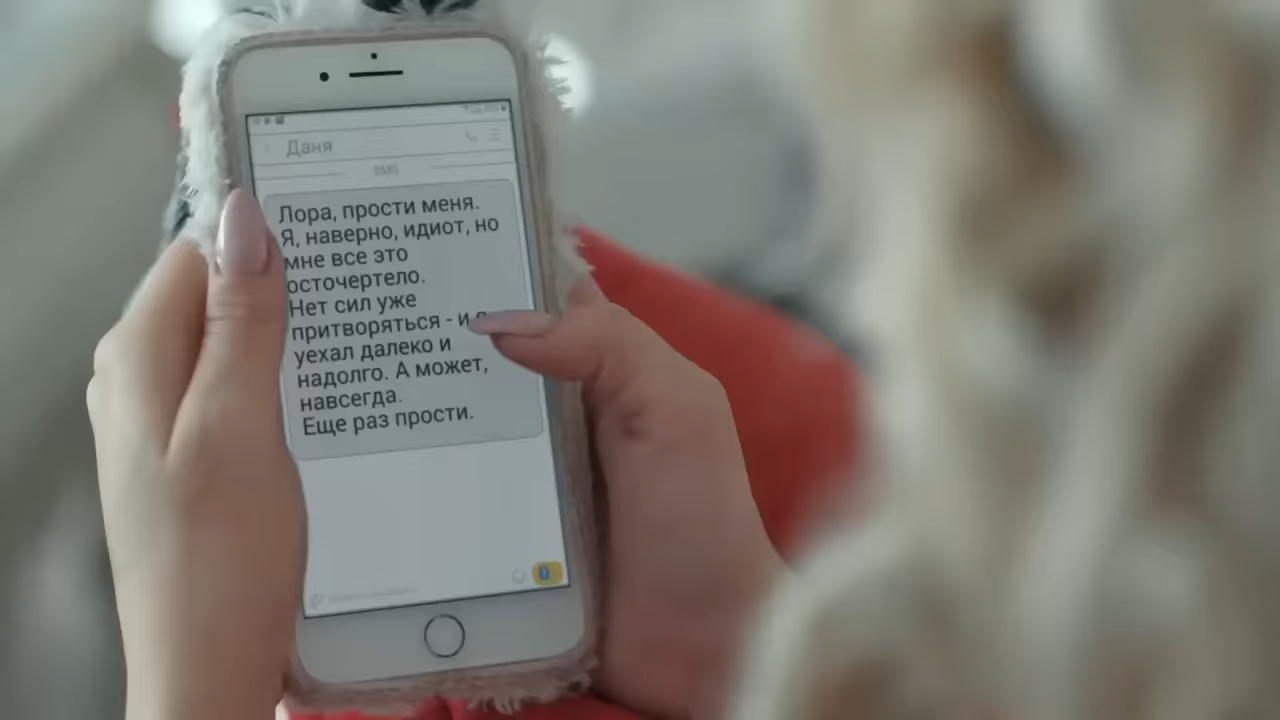 Даня
SMS
Лора, прости меня.
Я, наверно, идиот, но
мне все это
осточертело.
Нет сил уже
притворяться - и я
уехал далеко и
надолго. А может,
навсегда.
Еще раз прости.